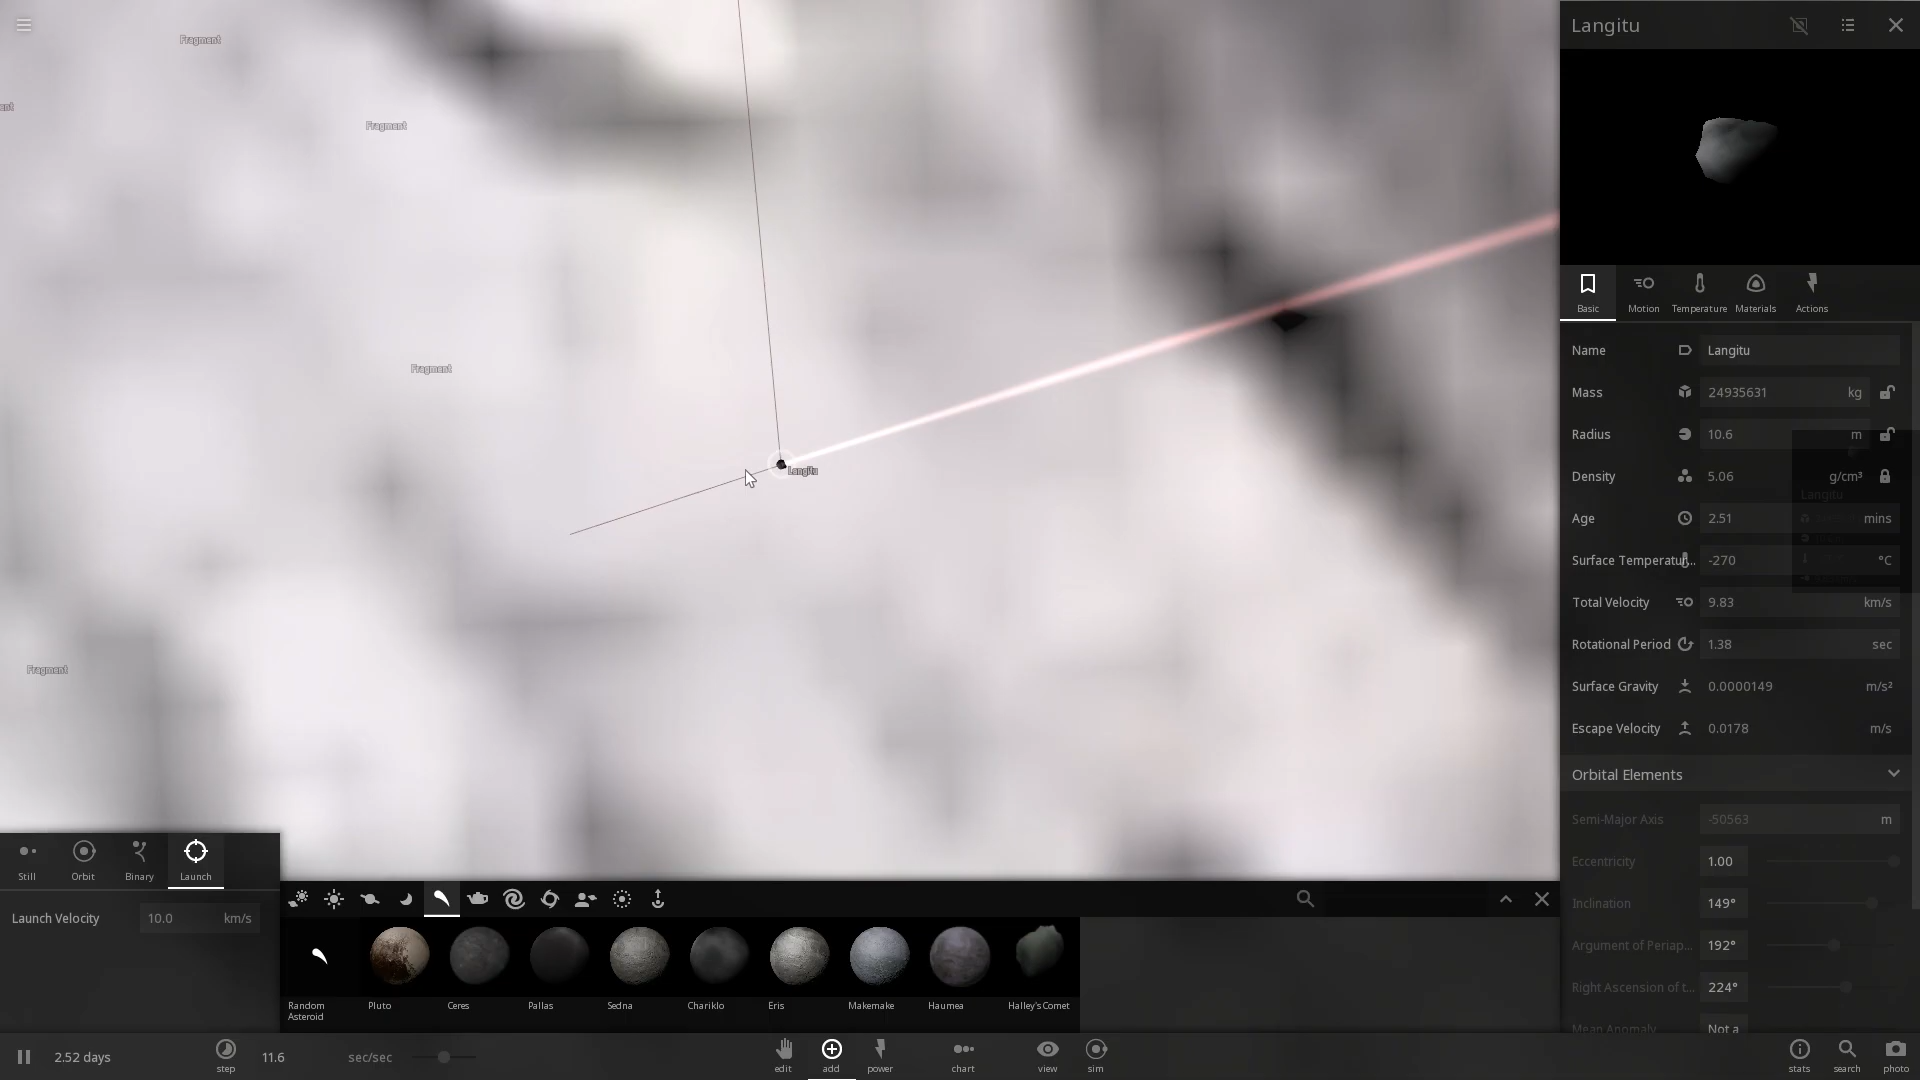 Fragment
Fragment
Fragment
Langitu
Fragment
Langitu
Basic
Motion
Temperature
Materials
Actions
Name
Langitu
Mass
24935631
kg
Radius
10.6
m
Density
5.06
g/cm³
Langitu
Age
2.51
mins
Surface Temperatur...
-270
°C
Total Velocity
9.83
km/s
Rotational Period
1.38
sec
Surface Gravity
0.0000149
m/s²
Escape Velocity
0.0178
m/s
Orbital Elements
Semi-Major Axis
-50563
m
Eccentricity
1.00
Inclination
149°
Argument of Periap...
192°
Right Ascension of t...
224°
Mean Anomaly
Not a
Still
Orbit
Binary
Launch
Launch Velocity
10.0
km/s
Random
Asteroid
Pluto
Ceres
Pallas
Sedna
Chariklo
Eris
Makemake
Haumea
Halley's Comet
2.52 days
step
11.6
sec/sec
edit
add
power
chart
view
sim
stats
search
photo